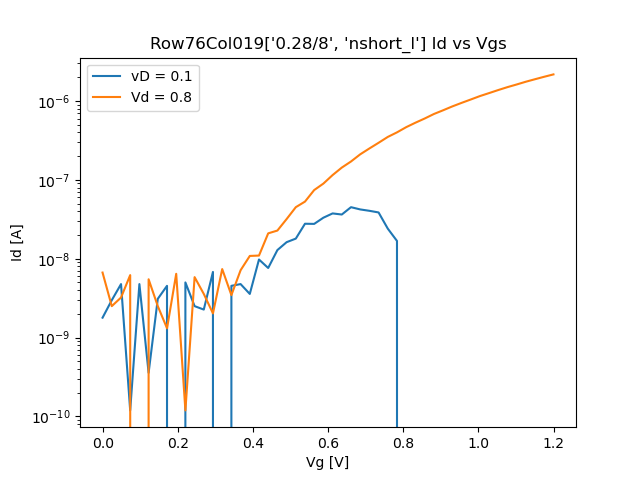 Row76Col019['0.28/8', 'nshort_l'] Id vs Vgs
vD = 0.1
Vd = 0.8
Id [A]
10⁻⁶
10⁻⁷
10⁻⁸
10⁻⁹
10⁻¹⁰
0.0 0.2 0.4 0.6 0.8 1.0 1.2
Vg [V]